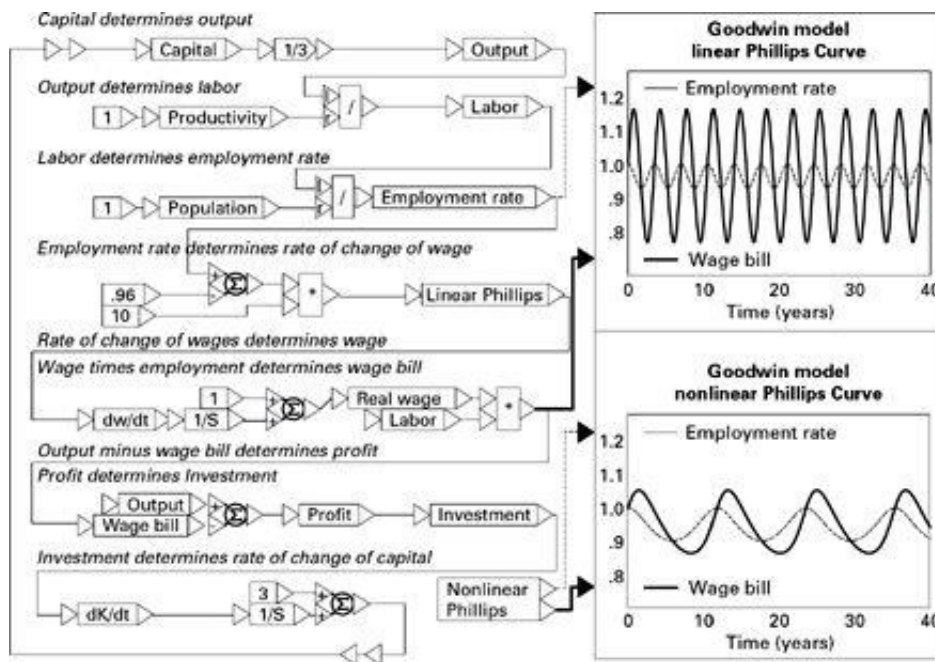 Capital determines output
Capital
1/3
Output
Output determines labor
1
Productivity
/
Labor
Labor determines employment rate
1
Population
/
Employment rate
Employment rate determines rate of change of wage
+
-
Σ
.96
10
*
Linear Phillips
Rate of change of wages determines wage
Wage times employment determines wage bill
dw/dt
1/S
1
+
+
Σ
Real wage
Labor
*
Output minus wage bill determines profit
Profit determines Investment
Output
Wage bill
+
-
Σ
Profit
Investment
Investment determines rate of change of capital
dK/dt
3
1/S
+
+
Σ
Nonlinear
Phillips
Goodwin model
linear Phillips Curve
Employment rate
1.2
1.1
1.0
.9
.8
Wage bill
0 10 20 30 40
Time (years)
Goodwin model
nonlinear Phillips Curve
Employment rate
1.2
1.1
1.0
.9
.8
Wage bill
0 10 20 30 40
Time (years)